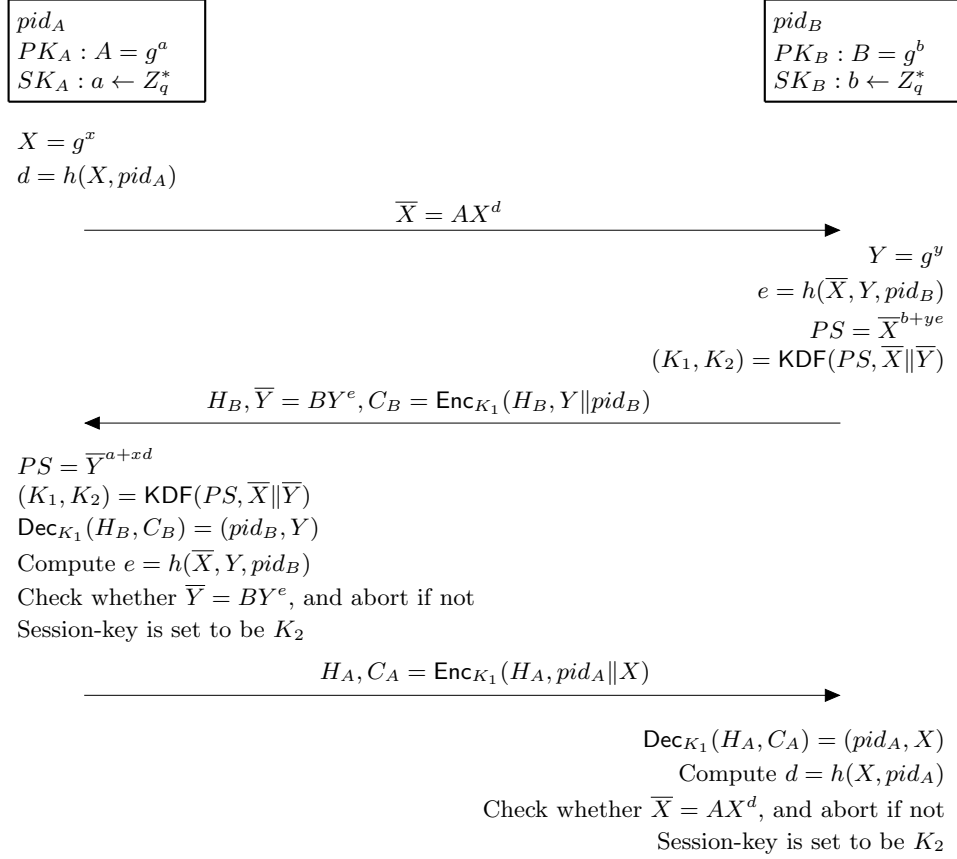 pid_A
PK_A : A = g^a
SK_A : a ← Z_q^*
pid_B
PK_B : B = g^b
SK_B : b ← Z_q^*
X = g^x
d = h(X, pid_A)
X̅ = AX^d
Y = g^y
e = h(X̅, Y, pid_B)
PS = X̅^{b+ye}
(K_1, K_2) = KDF(PS, X̅‖Y̅)
H_B, Y̅ = BY^e, C_B = Enc_{K_1}(H_B, Y‖pid_B)
PS = Y̅^{a+xd}
(K_1, K_2) = KDF(PS, X̅‖Y̅)
Dec_{K_1}(H_B, C_B) = (pid_B, Y)
Compute e = h(X̅, Y, pid_B)
Check whether Y̅ = BY^e, and abort if not
Session-key is set to be K_2
H_A, C_A = Enc_{K_1}(H_A, pid_A‖X)
Dec_{K_1}(H_A, C_A) = (pid_A, X)
Compute d = h(X, pid_A)
Check whether X̅ = AX^d, and abort if not
Session-key is set to be K_2